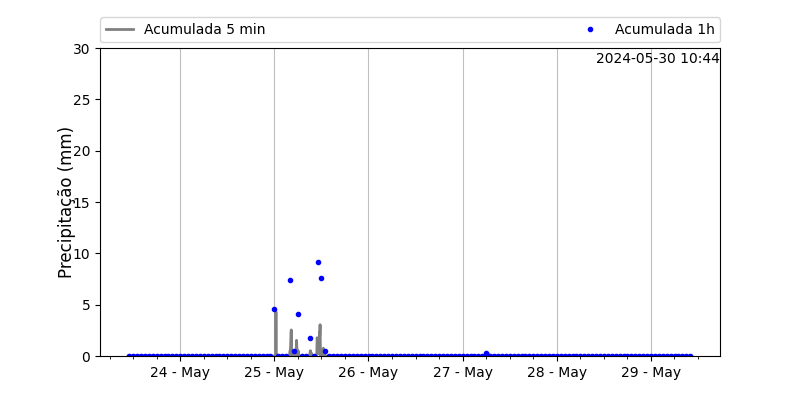 Acumulada 5 min
Acumulada 1h
2024-05-30 10:44
Precipitação (mm)
30
25
20
15
10
5
0
24 - May
25 - May
26 - May
27 - May
28 - May
29 - May